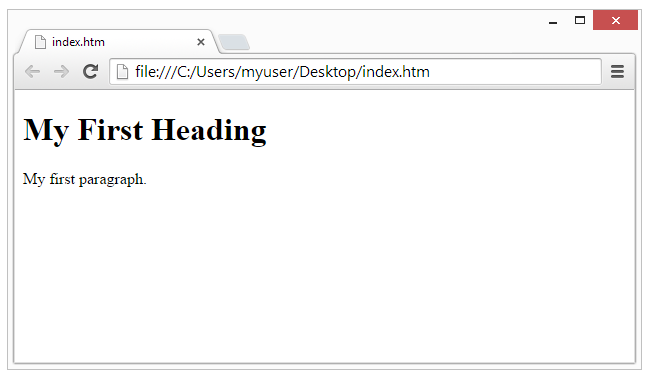 index.htm
file:///C:/Users/myuser/Desktop/index.htm
My First Heading
My first paragraph.